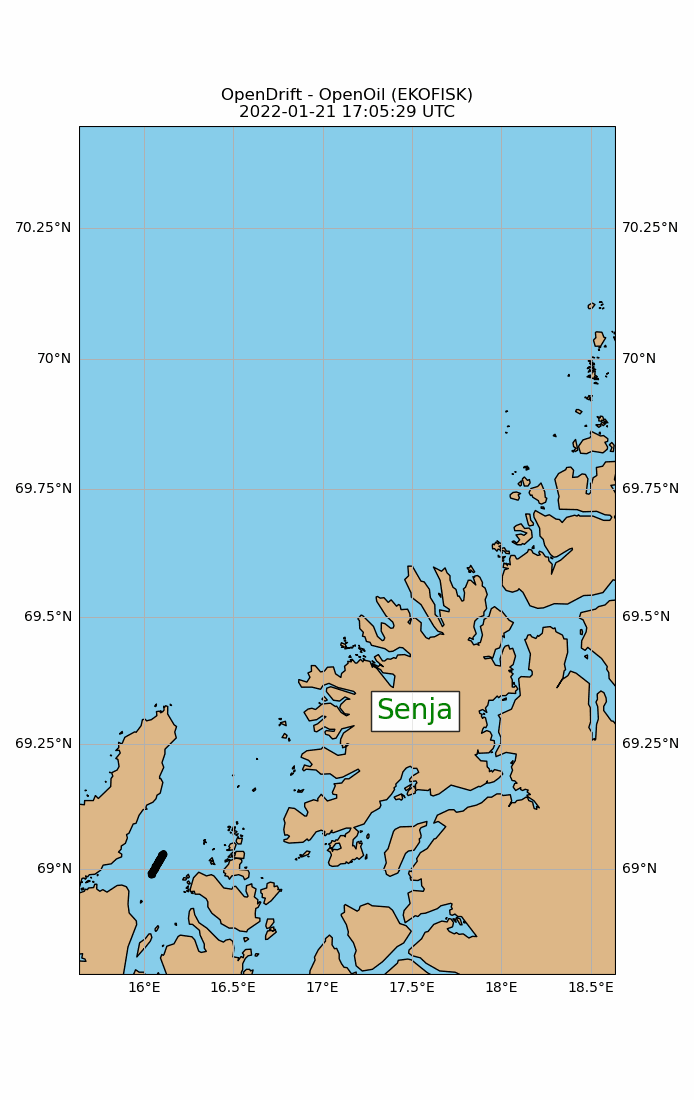 OpenDrift - OpenOil (EKOFISK)
2022-01-21 17:05:29 UTC
70.25°N 70.25°N
70°N 70°N
69.75°N 69.75°N
69.5°N 69.5°N
Senja
69.25°N 69.25°N
69°N 69°N
16°E 16.5°E 17°E 17.5°E 18°E 18.5°E